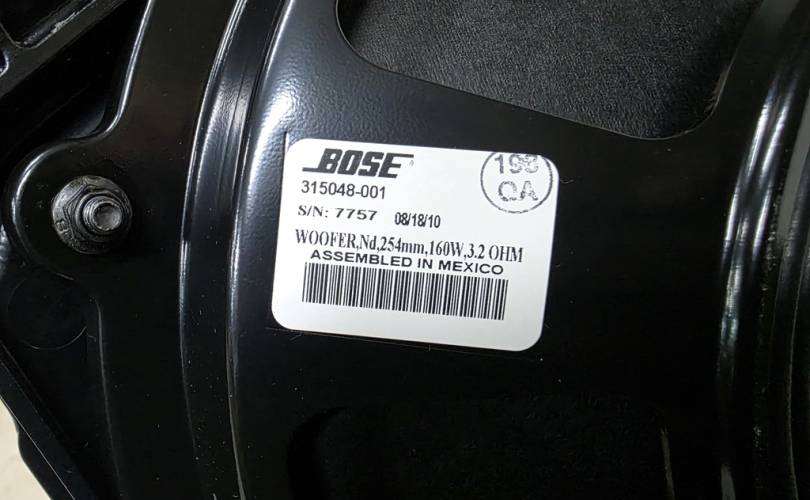 BOSE
315048-001
S/N: 7757 08/18/10
WOOFER,Nd,254mm,160W,3.2 OHM
ASSEMBLED IN MEXICO
QA